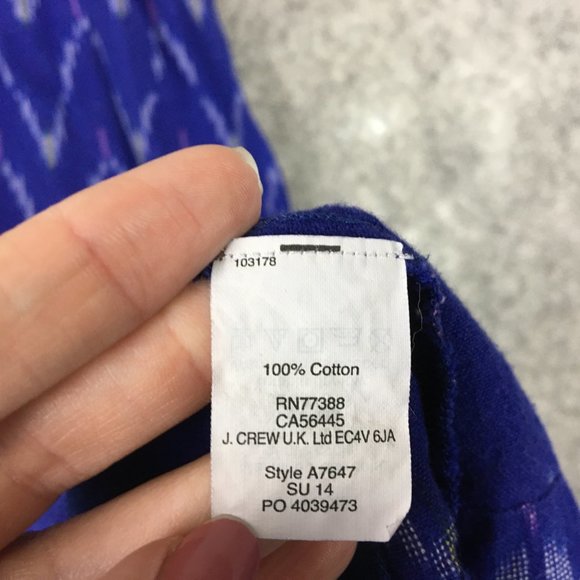 103178
100% Cotton
RN77388
CA56445
J. CREW U.K. Ltd EC4V 6JA
Style A7647
SU 14
PO 4039473